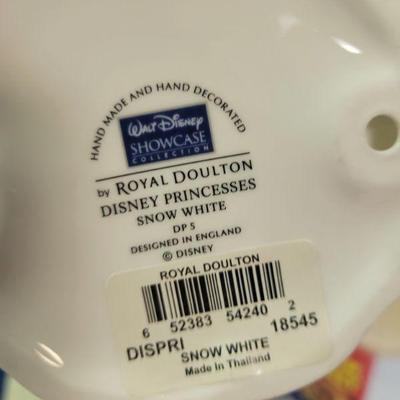 HAND MADE AND HAND DECORATED
WALT DISNEY
SHOWCASE
COLLECTION
by ROYAL DOULTON
DISNEY PRINCESSES
SNOW WHITE
DP 5
DESIGNED IN ENGLAND
© DISNEY
ROYAL DOULTON
6 52383 54240 2
DISPRI 18545
SNOW WHITE
Made In Thailand